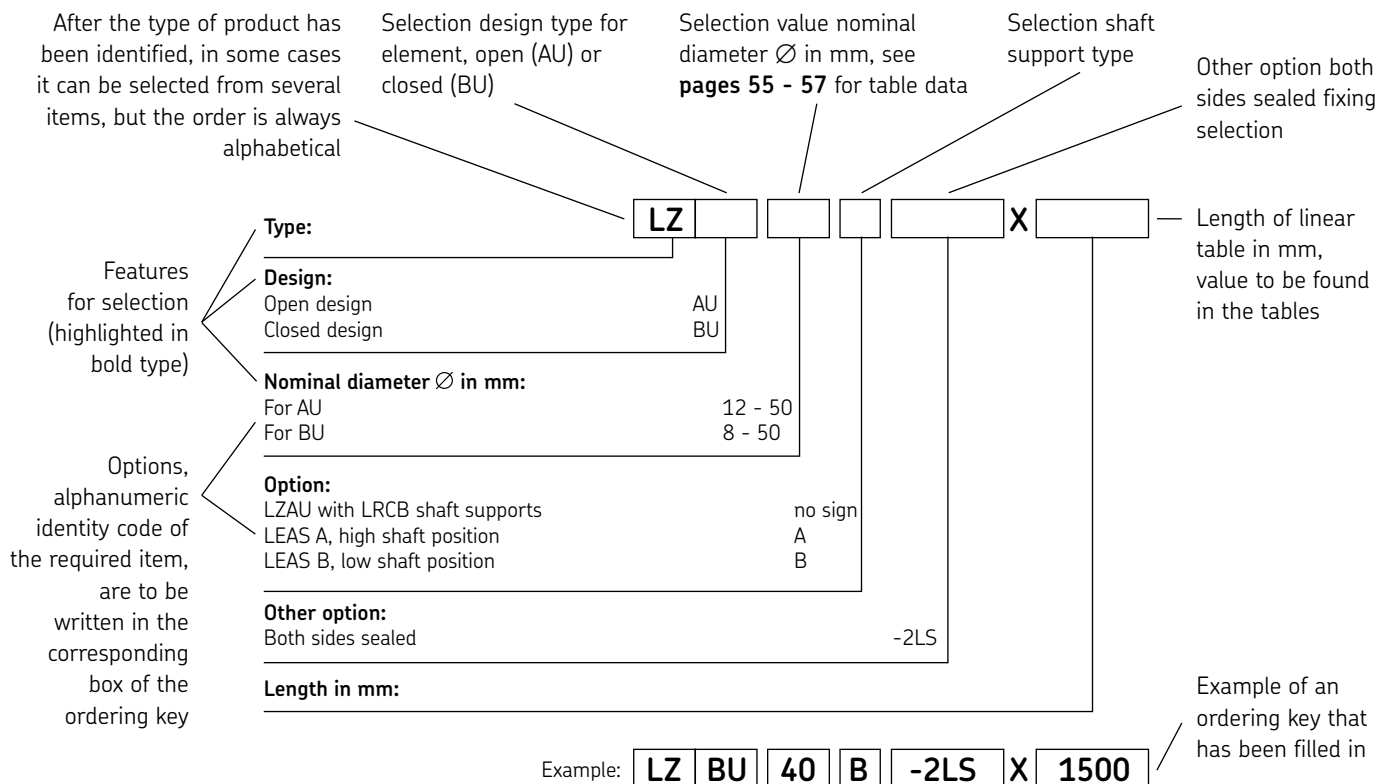 After the type of product has
been identified, in some cases
it can be selected from several
items, but the order is always
alphabetical
Selection design type for
element, open (AU) or
closed (BU)
Selection value nominal
diameter Ø in mm, see
pages 55 - 57 for table data
Selection shaft
support type
Other option both
sides sealed fixing
selection
LZ X
Length of linear
table in mm,
value to be found
in the tables
Features
for selection
(highlighted in
bold type)
Type:
Design:
Open design AU
Closed design BU
Nominal diameter Ø in mm:
For AU 12 - 50
For BU 8 - 50
Options,
alphanumeric
identity code of
the required item,
are to be
written in the
corresponding
box of the
ordering key
Option:
LZAU with LRCB shaft supports no sign
LEAS A, high shaft position A
LEAS B, low shaft position B
Other option:
Both sides sealed -2LS
Length in mm:
Example of an
ordering key that
has been filled in
Example: LZ BU 40 B -2LS X 1500